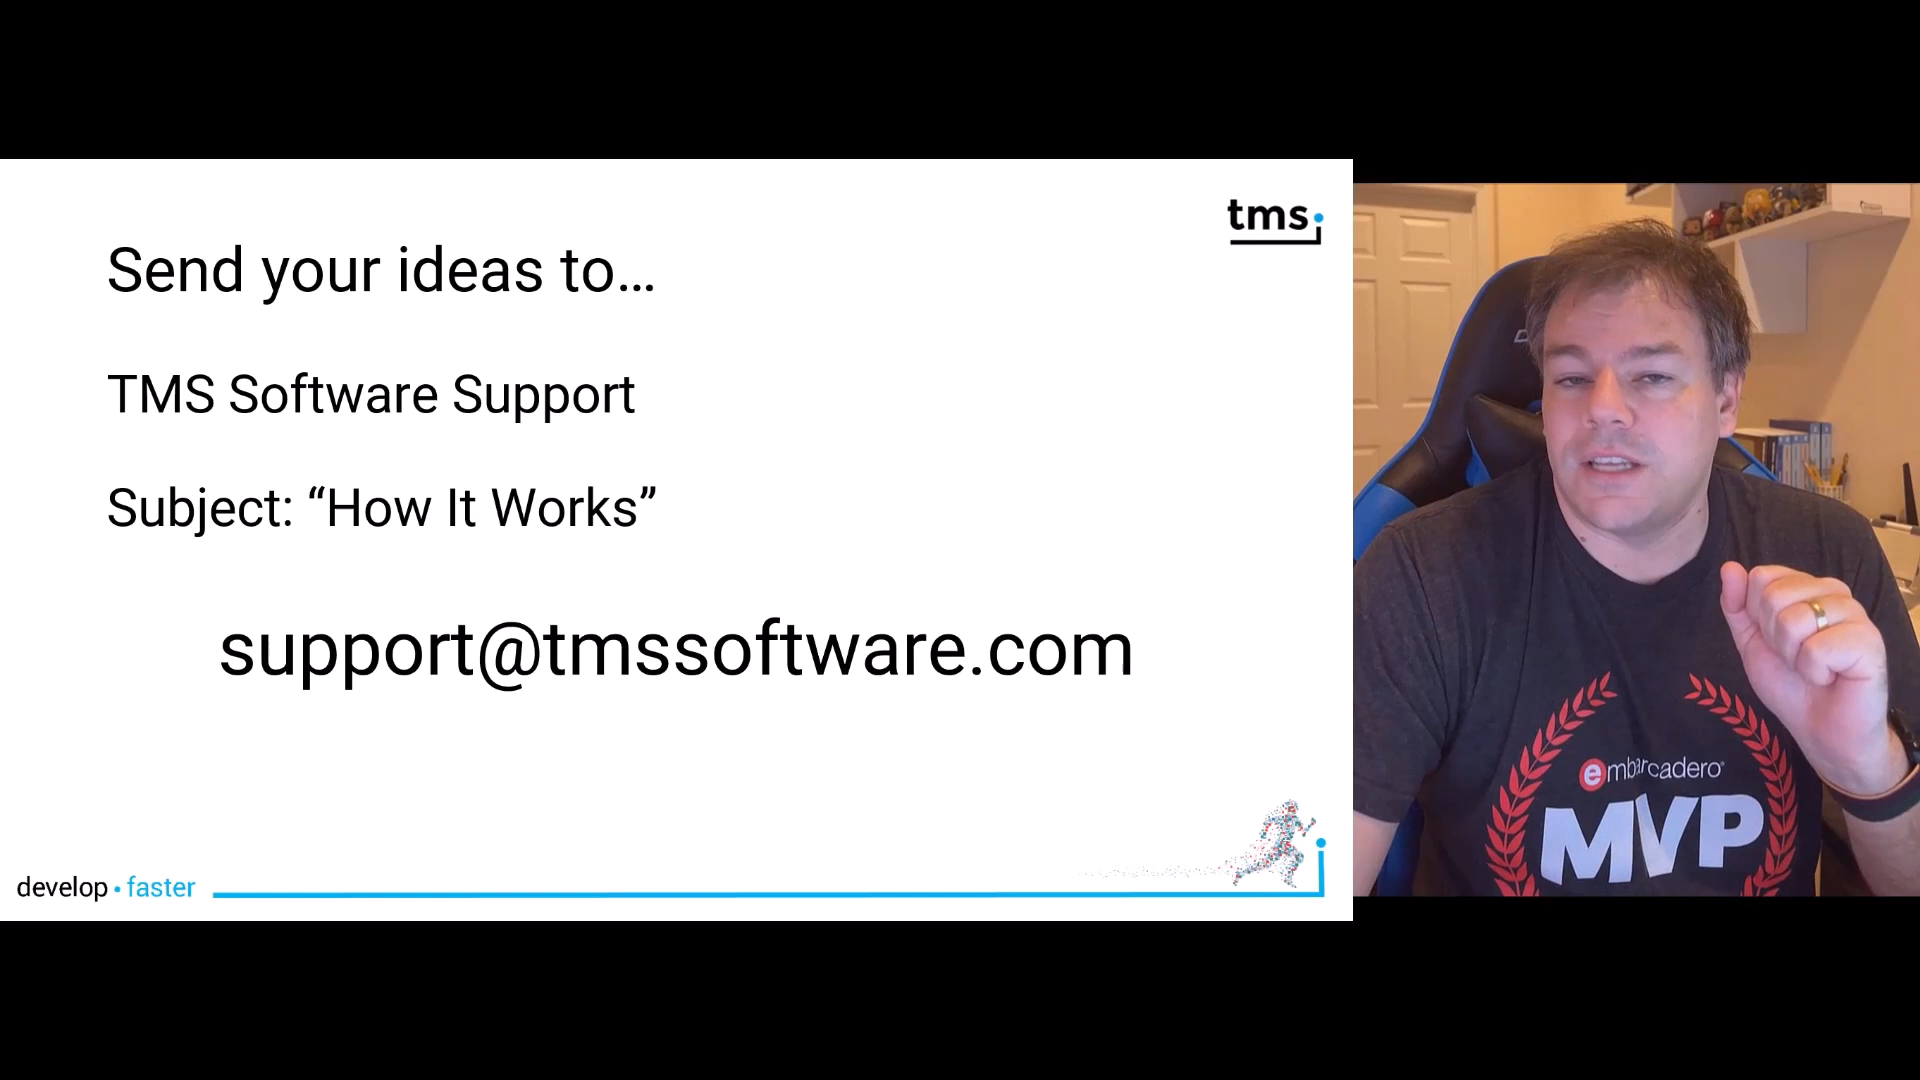 tms
Send your ideas to...
TMS Software Support
Subject: “How It Works”
support@tmssoftware.com
develop • faster
embarcadero
MVP